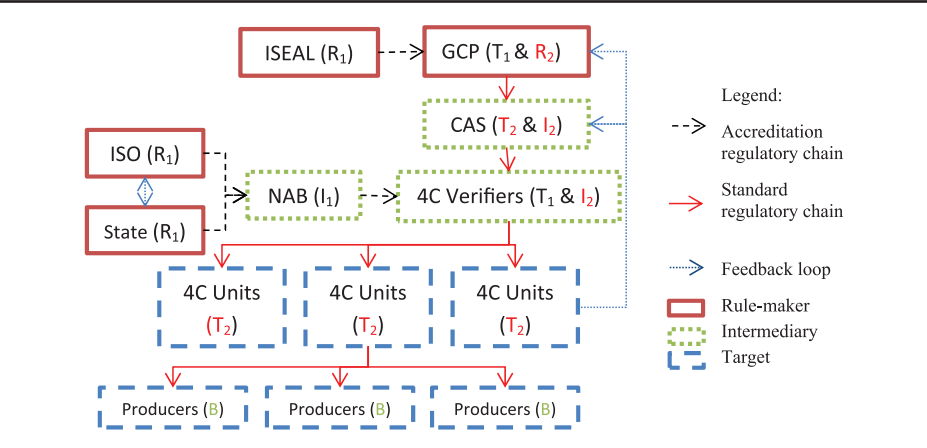 ISEAL (R1)
GCP (T1 & R2)
CAS (T2 & I2)
ISO (R1)
NAB (I1)
4C Verifiers (T1 & I2)
State (R1)
4C Units
(T2)
4C Units
(T2)
4C Units
(T2)
Producers (B)
Producers (B)
Producers (B)
Legend:
Accreditation
regulatory chain
Standard
regulatory chain
Feedback loop
Rule-maker
Intermediary
Target